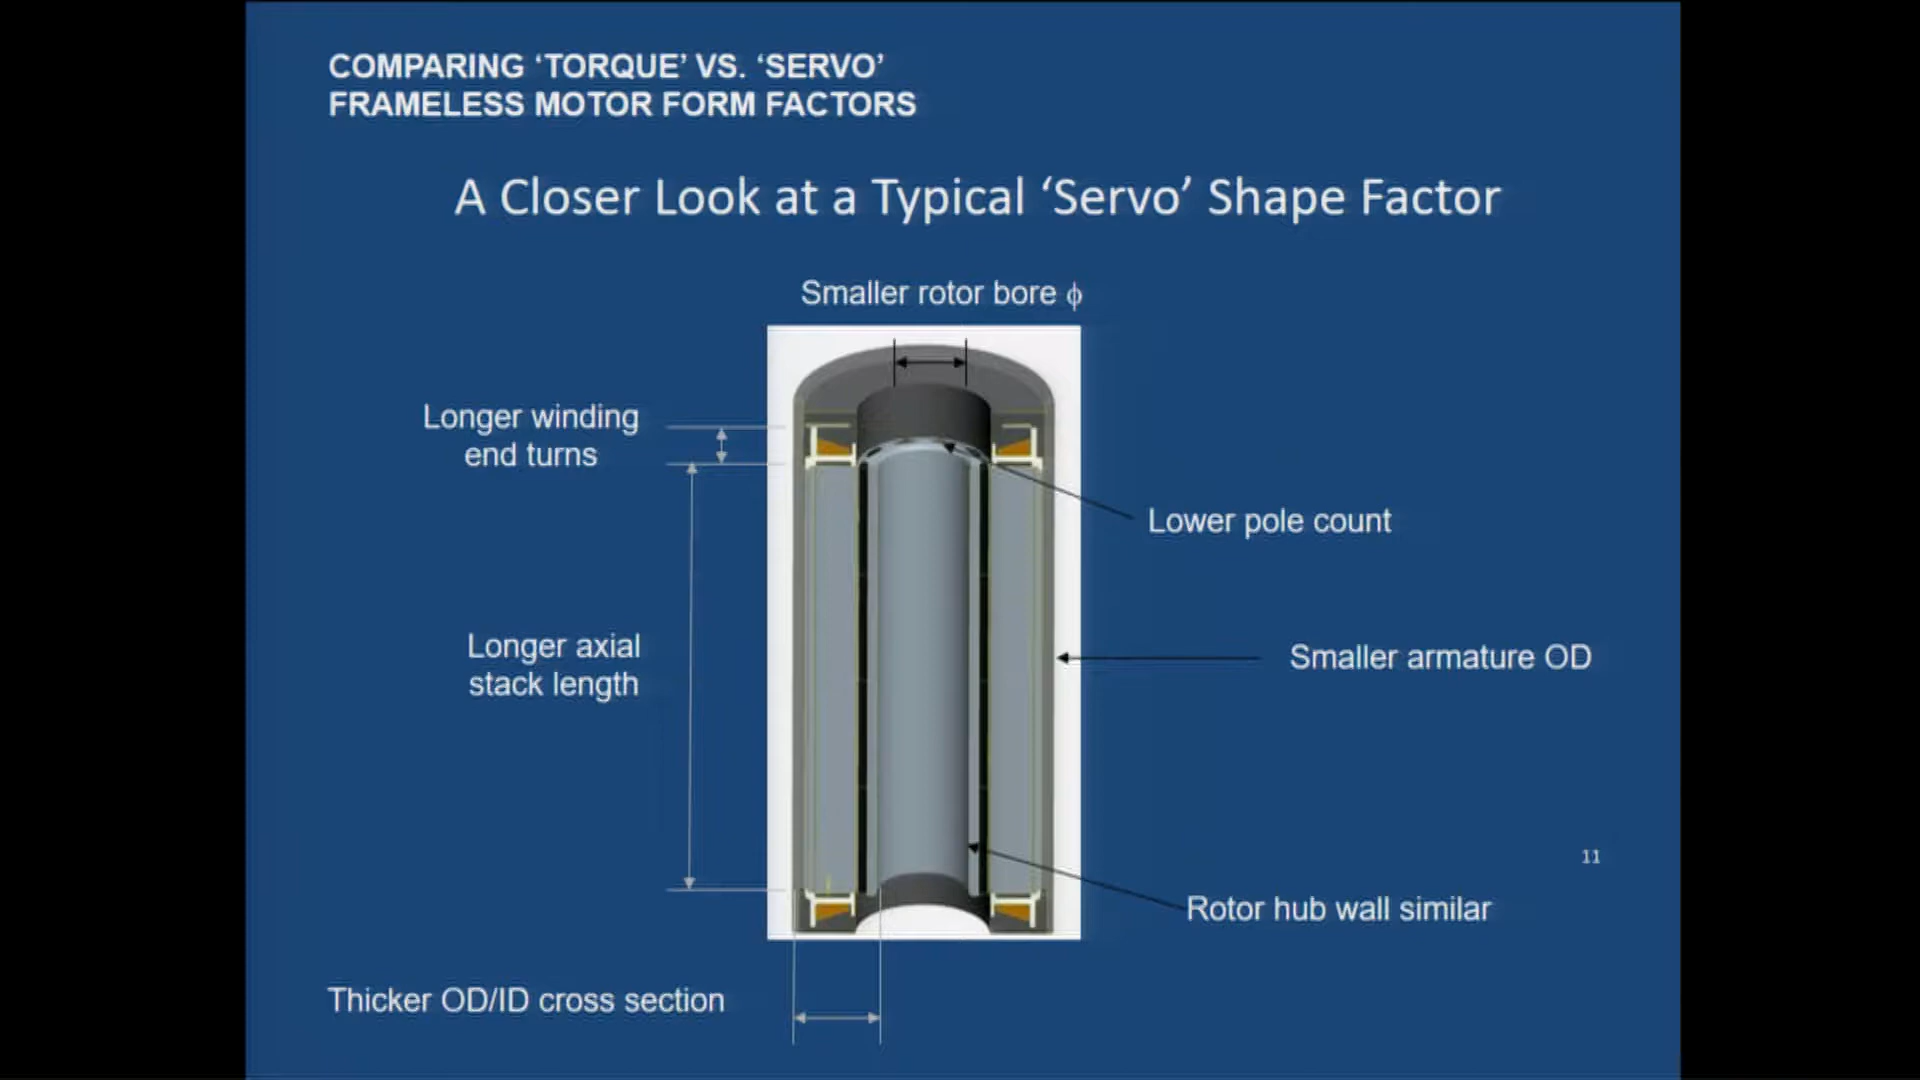 COMPARING ‘TORQUE’ VS. ‘SERVO’
FRAMELESS MOTOR FORM FACTORS
A Closer Look at a Typical ‘Servo’ Shape Factor
Smaller rotor bore ϕ
Longer winding
end turns
Lower pole count
Longer axial
stack length
Smaller armature OD
11
Rotor hub wall similar
Thicker OD/ID cross section